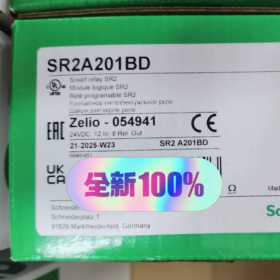 SR2A201BD
Smart relay SR2
Module logique SR2
Relé programable SR2
Zelio - 054941
24VDC 12 In. 8 Rel. Out
21-2025-W23 SR2 A201BD
全新100%
Schneider
Schneiderplatz 1
97828 Marktheidenfeld, Germany